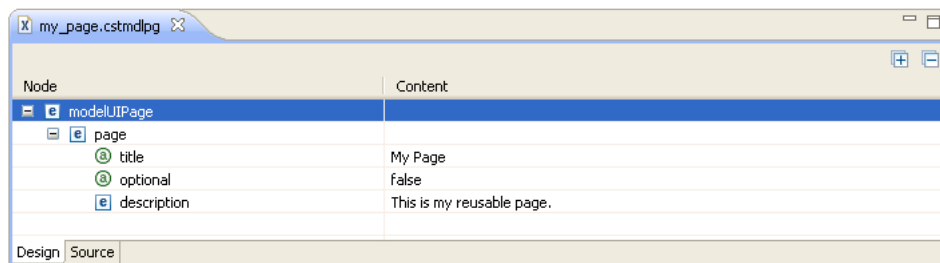 my_page.cstmdlpg
Node Content
modelUIPage
page
title My Page
optional false
description This is my reusable page.
Design Source